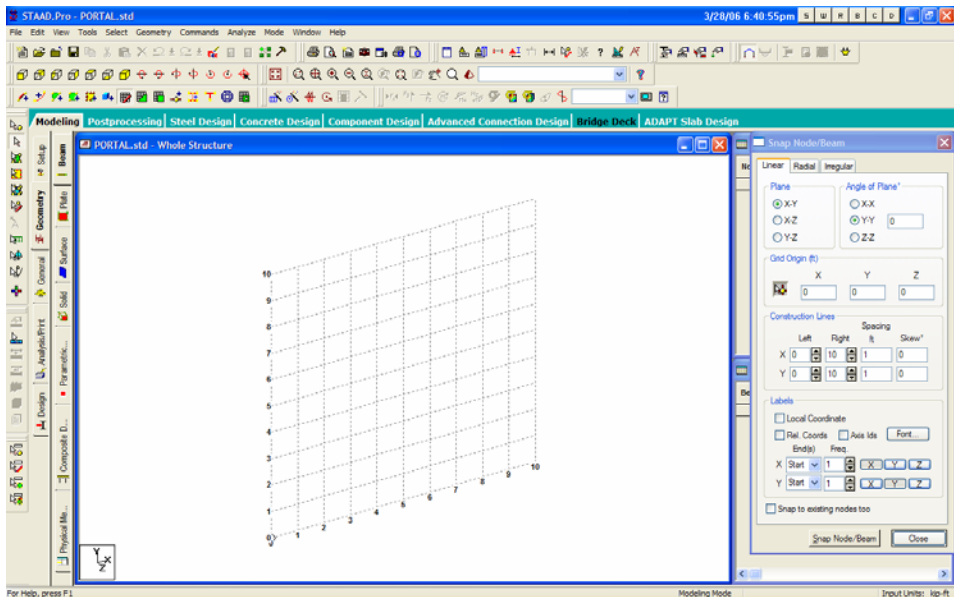 STAAD.Pro - PORTAL.std
3/28/06 6:40:55pm
S W R B C D
File Edit View Tools Select Geometry Commands Analyze Mode Window Help
Modeling Postprocessing Steel Design Concrete Design Component Design Advanced Connection Design Bridge Deck ADAPT Slab Design
Setup
Geometry
General
Analysis/Print
Design
Beam
Plate
Surface
Solid
Parametric...
Composite D...
Physical Me...
PORTAL.std - Whole Structure
10
9
8
7
6
5
4
3
2
1
0
1
2
3
4
5
6
7
8
9
10
Y
X
Z
No
Be
Snap Node/Beam
Linear Radial Irregular
Plane
X-Y
X-Z
Y-Z
Angle of Plane°
X-X
Y-Y 0
Z-Z
Grid Origin (ft)
X Y Z
0 0 0
Construction Lines
Left Right Spacing ft Skew°
X 0 10 1 0
Y 0 10 1 0
Labels
Local Coordinate
Rel. Coords Axis Ids Font...
End(s) Freq.
X Start 1 X Y Z
Y Start 1 X Y Z
Snap to existing nodes too
Snap Node/Beam Close
For Help, press F1
Modeling Mode
Input Units: kip-ft